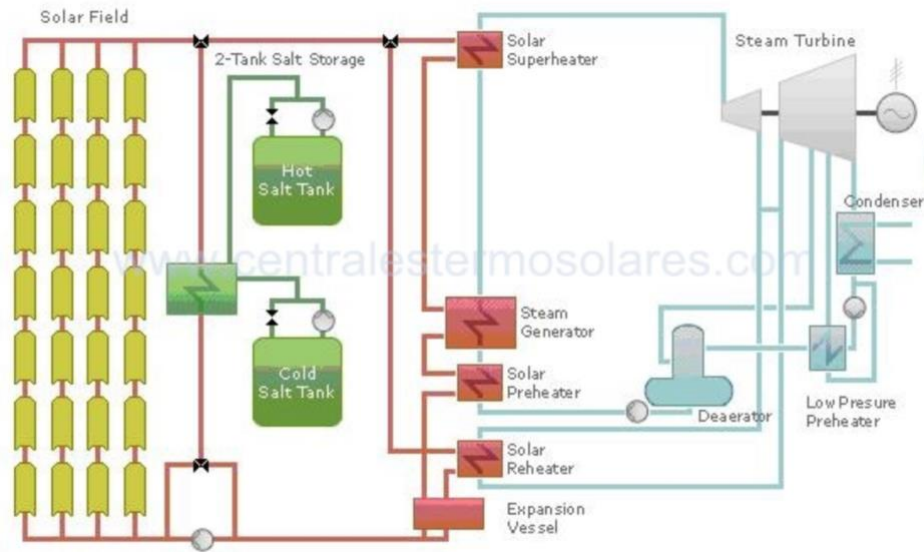 Solar Field
2-Tank Salt Storage
Solar
Superheater
Steam Turbine
Hot
Salt Tank
Condenser
www.centralestermosolares.com
Steam
Generator
Cold
Salt Tank
Solar
Preheater
Deaerator
Low Presure
Preheater
Solar
Reheater
Expansion
Vessel